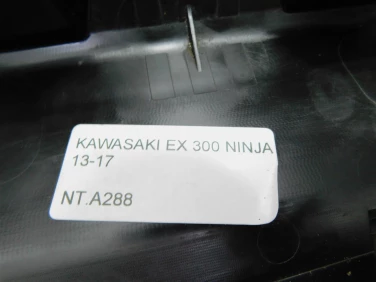 KAWASAKI EX 300 NINJA
13-17
NT.A288